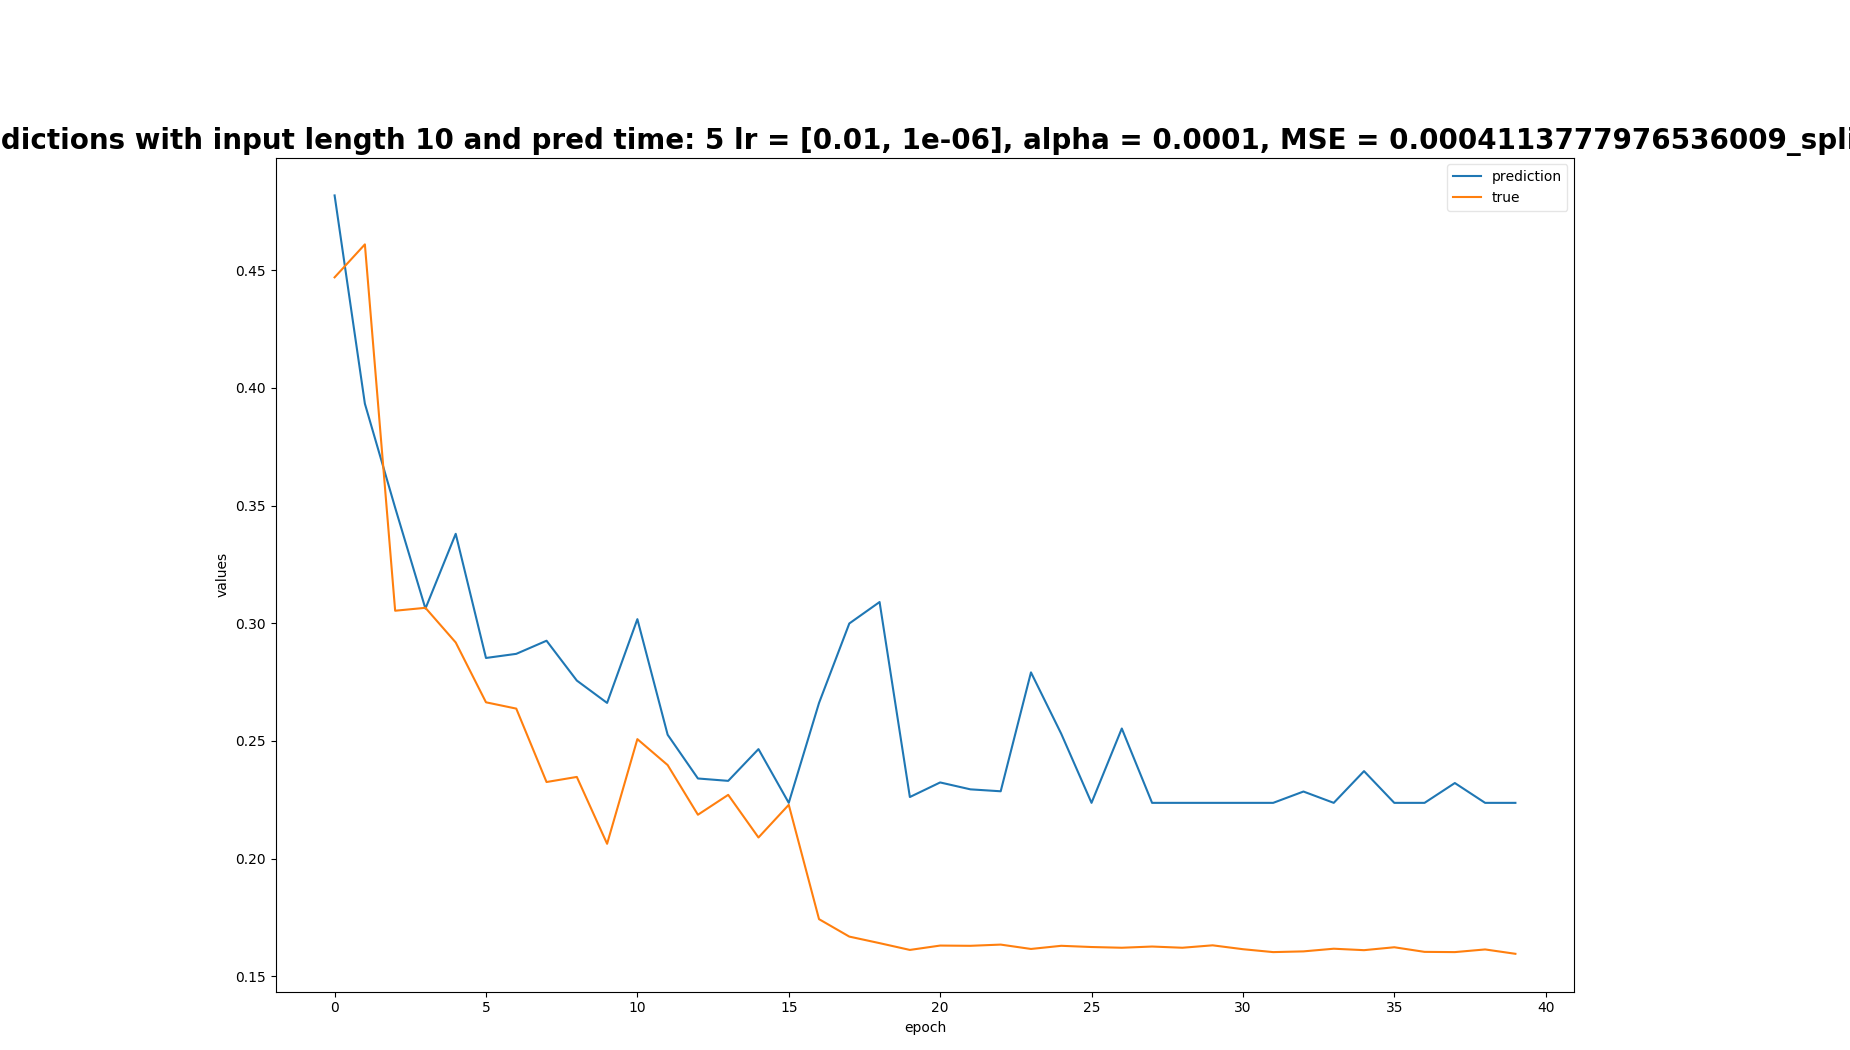 dictions with input length 10 and pred time: 5 lr = [0.01, 1e-06], alpha = 0.0001, MSE = 0.0004113777976536009_spli
prediction
true
0.45
0.40
0.35
0.30
0.25
0.20
0.15
values
0 5 10 15 20 25 30 35 40
epoch